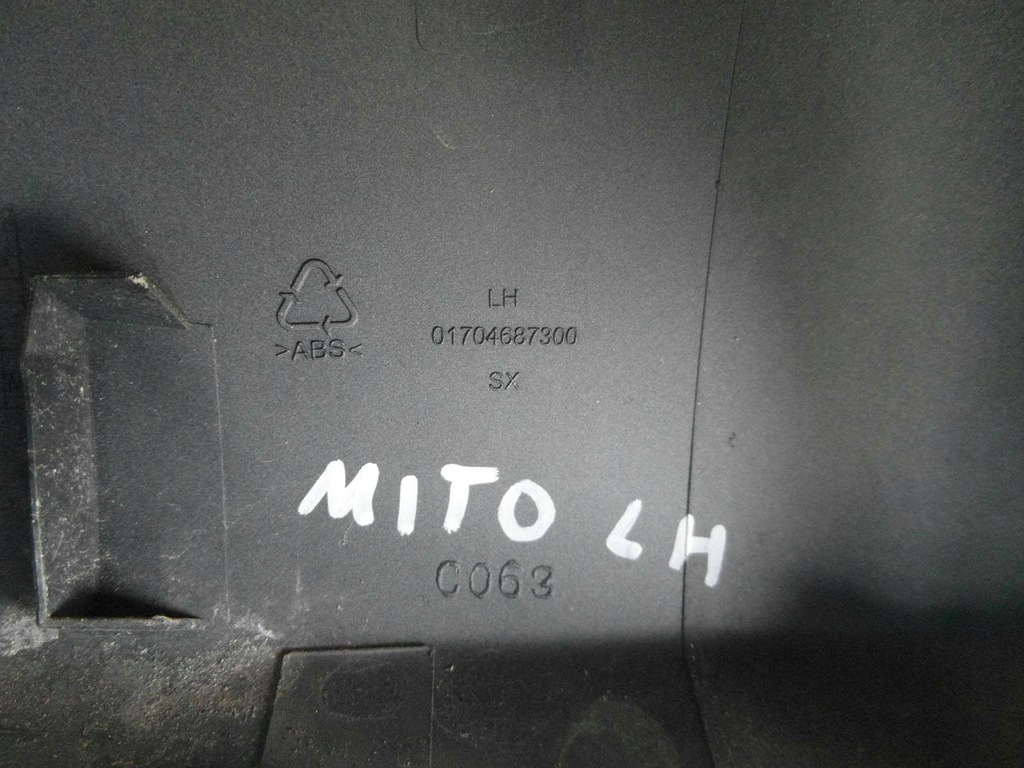 LH
01704687300
>ABS<
SX
MITO LH
C063